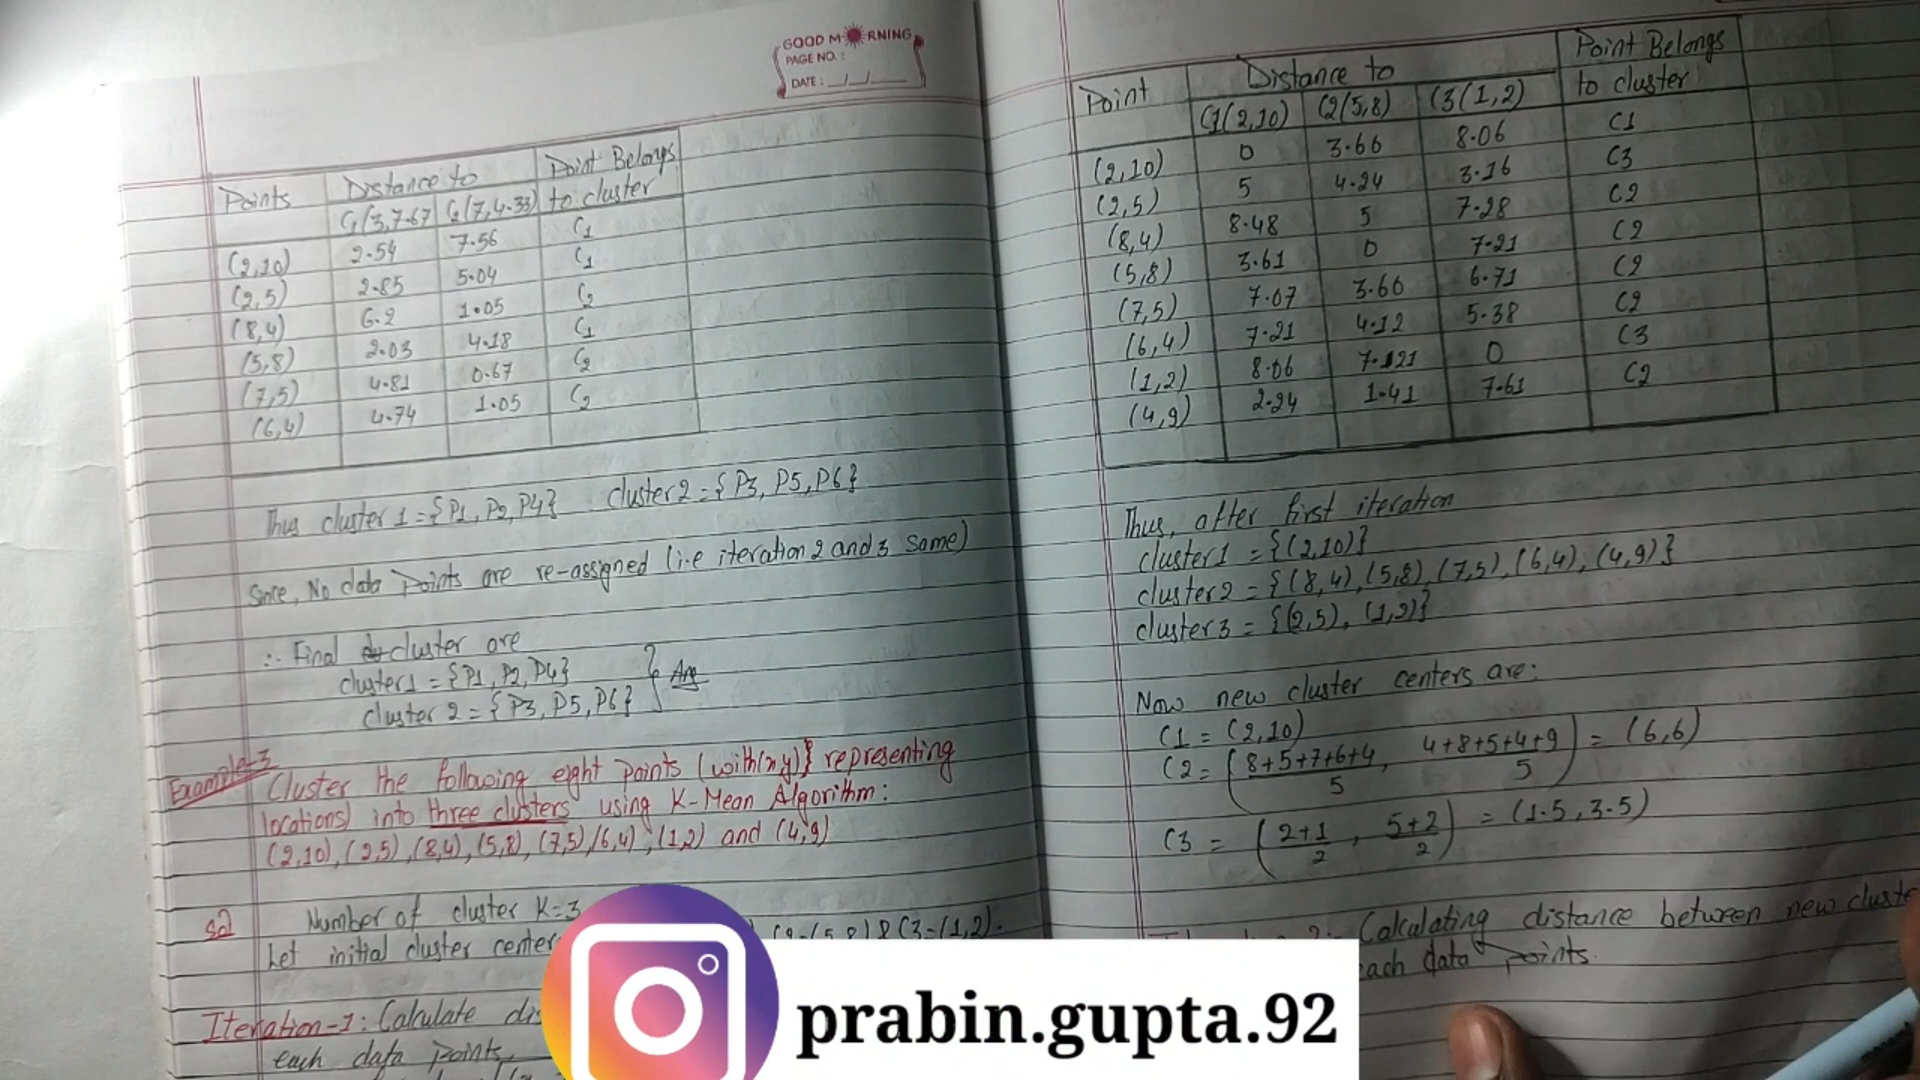 GOOD MORNING
PAGE NO. :
DATE : __/__/____
Points Distance to Point Belongs
C1(3,7.67) C2(7,4.33) to cluster
(2,10) 2.54 7.56 C1
(2,5) 2.85 5.04 C1
(8,4) 6.2 1.05 C2
(5,8) 2.03 4.18 C1
(7,5) 4.81 0.67 C2
(6,4) 4.74 1.05 C2
Thus cluster 1 = {P1, P2, P4} cluster 2 = {P3, P5, P6}
Since, No data Points are re-assigned (i.e iteration 2 and 3 same)
∴ Final cluster are
cluster1 = {P1, P2, P4}
cluster 2 = {P3, P5, P6} } Ans
Example-3 Cluster the following eight points (with(x,y)} representing
locations) into three clusters using K-Mean Algorithm:
(2,10), (2,5), (8,4), (5,8), (7,5), (6,4), (1,2) and (4,9)
Sol Number of cluster K=3
Let initial cluster center C2=(5,8) & C3=(1,2).
Iteration-1: Calculate
each data points.
Point Distance to Point Belongs
C1(2,10) C2(5,8) C3(1,2) to cluster
(2,10) 0 3.66 8.06 C1
(2,5) 5 4.24 3.16 C3
(8,4) 8.48 5 7.28 C2
(5,8) 3.61 0 7.21 C2
(7,5) 7.07 3.60 6.71 C2
(6,4) 7.21 4.12 5.38 C2
(1,2) 8.06 7.121 0 C3
(4,9) 2.24 1.41 7.61 C2
Thus, after first iteration
cluster1 = {(2,10)}
cluster2 = {(8,4), (5,8), (7,5), (6,4), (4,9)}
cluster3 = {(2,5), (1,2)}
Now new cluster centers are:
C1 = (2,10)
C2 = (8+5+7+6+4/5, 4+8+5+4+9/5) = (6,6)
C3 = (2+1/2, 5+2/2) = (1.5, 3.5)
Calculating distance between new
each data points.
prabin.gupta.92